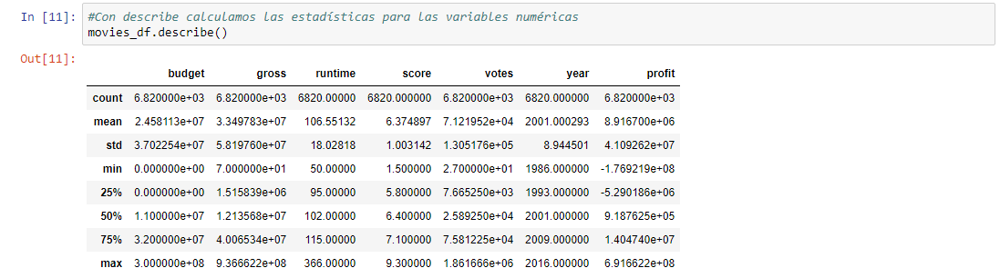 In [11]: #Con describe calculamos las estadísticas para las variables numéricas
movies_df.describe()
Out[11]:
budget gross runtime score votes year profit
count 6.820000e+03 6.820000e+03 6820.00000 6820.000000 6.820000e+03 6820.000000 6.820000e+03
mean 2.458113e+07 3.349783e+07 106.55132 6.374897 7.121952e+04 2001.000293 8.916700e+06
std 3.702254e+07 5.819760e+07 18.02818 1.003142 1.305176e+05 8.944501 4.109262e+07
min 0.000000e+00 7.000000e+01 50.00000 1.500000 2.700000e+01 1986.000000 -1.769219e+08
25% 0.000000e+00 1.515839e+06 95.00000 5.800000 7.665250e+03 1993.000000 -5.290186e+06
50% 1.100000e+07 1.213568e+07 102.00000 6.400000 2.589250e+04 2001.000000 9.187625e+05
75% 3.200000e+07 4.006534e+07 115.00000 7.100000 7.581225e+04 2009.000000 1.404740e+07
max 3.000000e+08 9.366622e+08 366.00000 9.300000 1.861666e+06 2016.000000 6.916622e+08